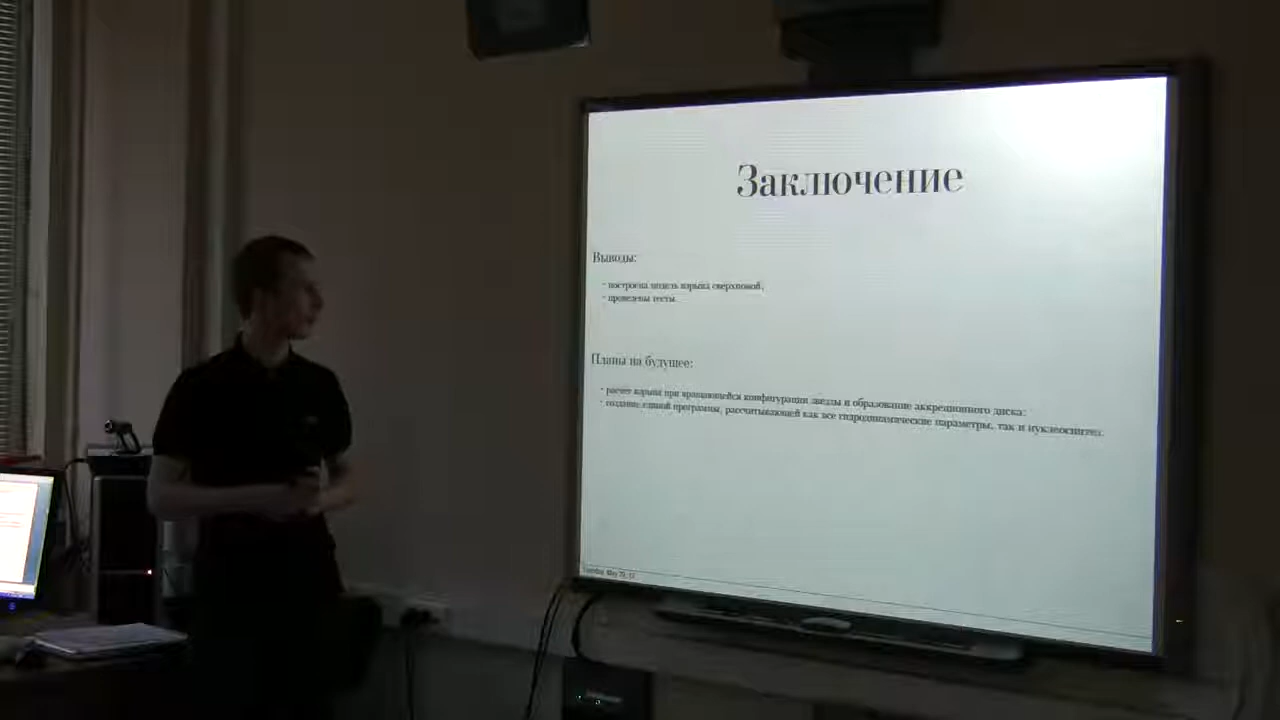 Заключение
Выводы:
- построена модель взрыва сверхновой,
- проведены тесты.
Планы на будущее:
- расчет взрыва при вращающейся конфигурации звезды и образование аккреционного диска;
- создание единой программы, рассчитывающей как все гидродинамические параметры, так и нуклеосинтез.